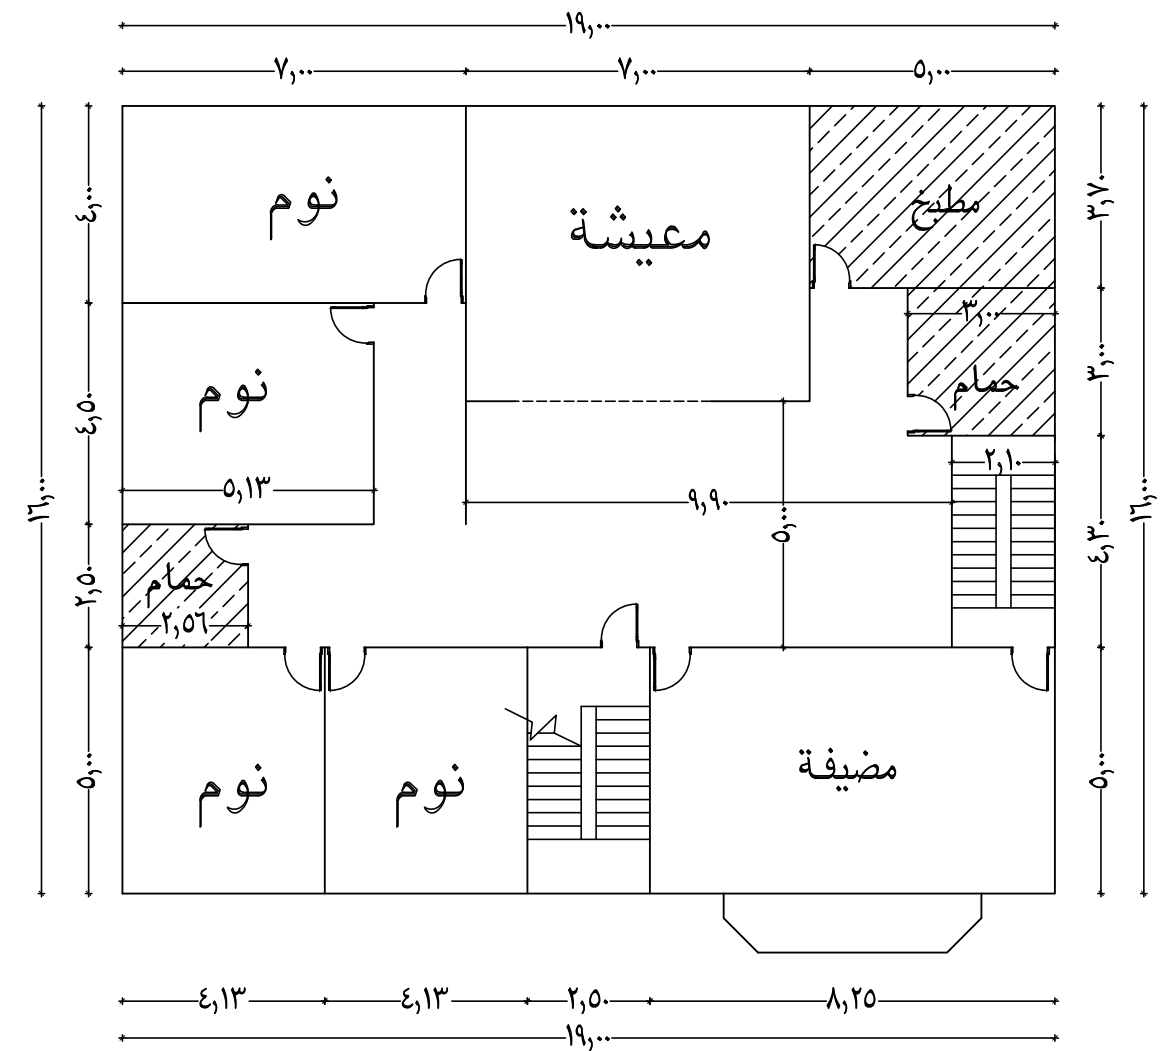 ١٩,٠٠
٧,٠٠
٧,٠٠
٥,٠٠
نوم
معيشة
مطبخ
٤,٠٠
٣,٧٠
٣,٠٠
نوم
حمام
٤,٥٠
٣,٠٠
٥,١٣
٢,١٠
٩,٩٠
٥,٠٠
١٦,٠٠
١٦,٠٠
٤,٣٠
حمام
٢,٥٦
٢,٥٠
نوم
نوم
مضيفة
٥,٠٠
٥,٠٠
٤,١٣
٤,١٣
٢,٥٠
٨,٢٥
١٩,٠٠